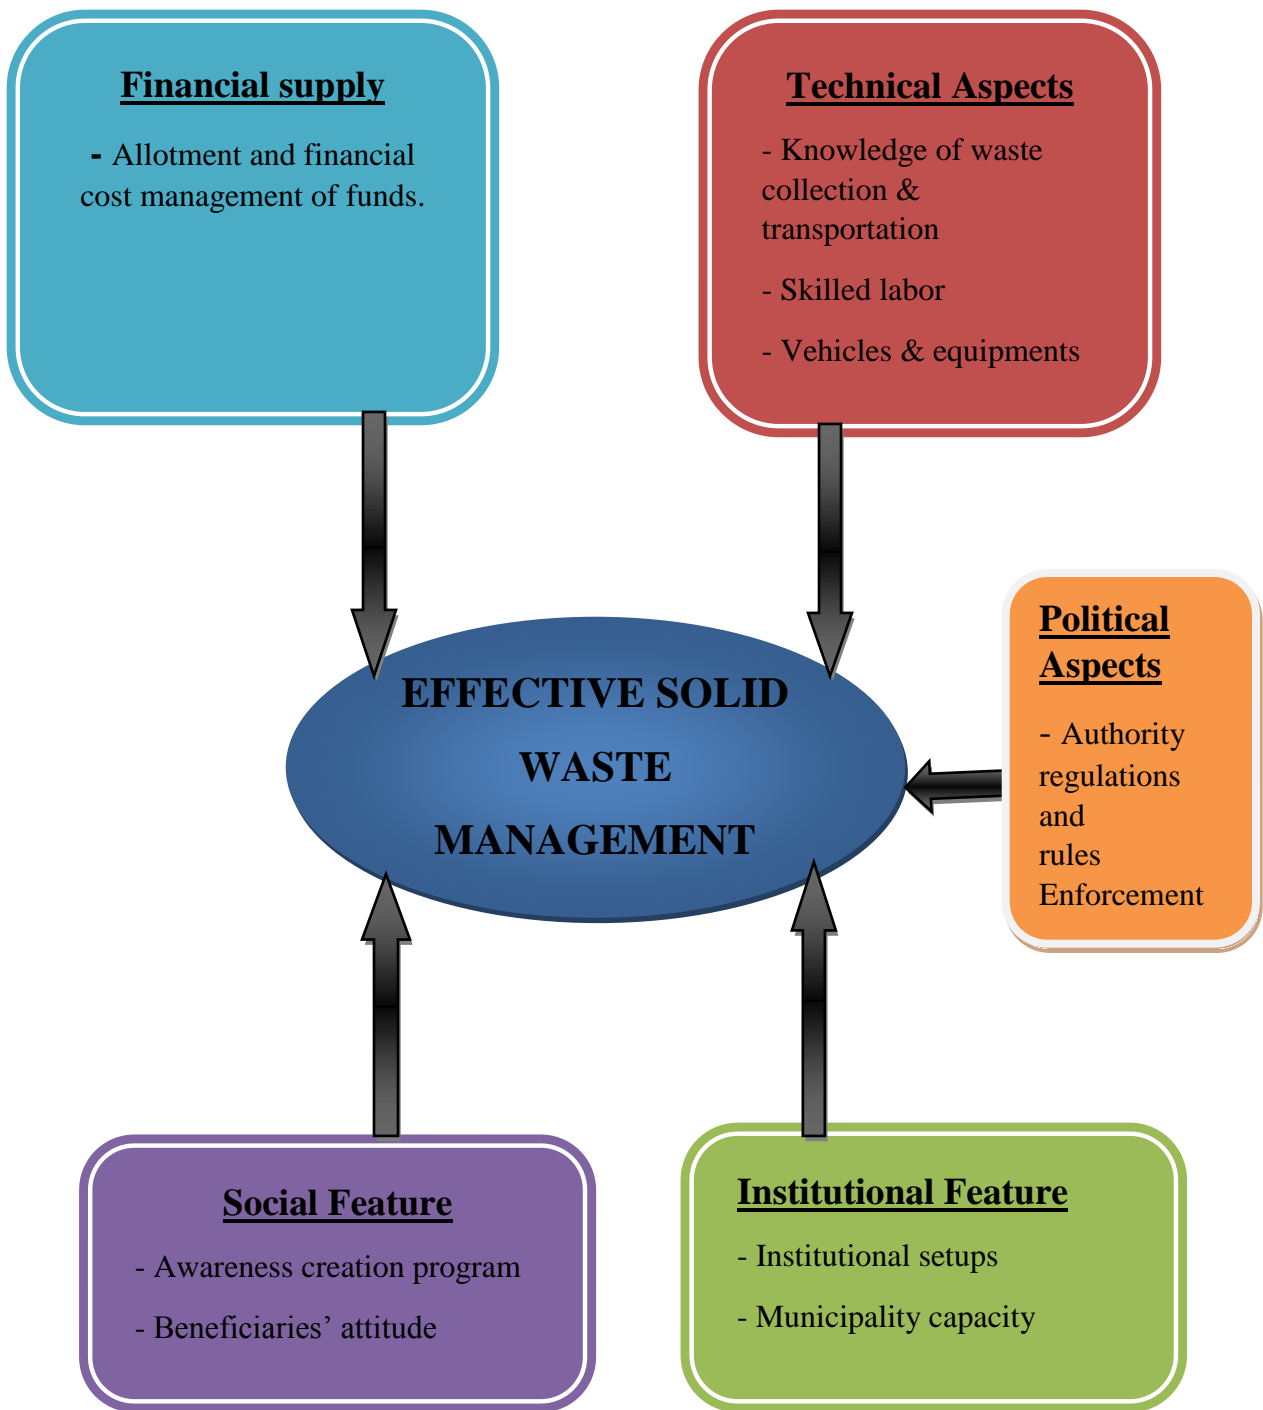 Financial supply
- Allotment and financial
cost management of funds.
Technical Aspects
- Knowledge of waste
collection &
transportation
- Skilled labor
- Vehicles & equipments
EFFECTIVE SOLID
WASTE
MANAGEMENT
Political
Aspects
- Authority
regulations
and
rules
Enforcement
Social Feature
- Awareness creation program
- Beneficiaries’ attitude
Institutional Feature
- Institutional setups
- Municipality capacity